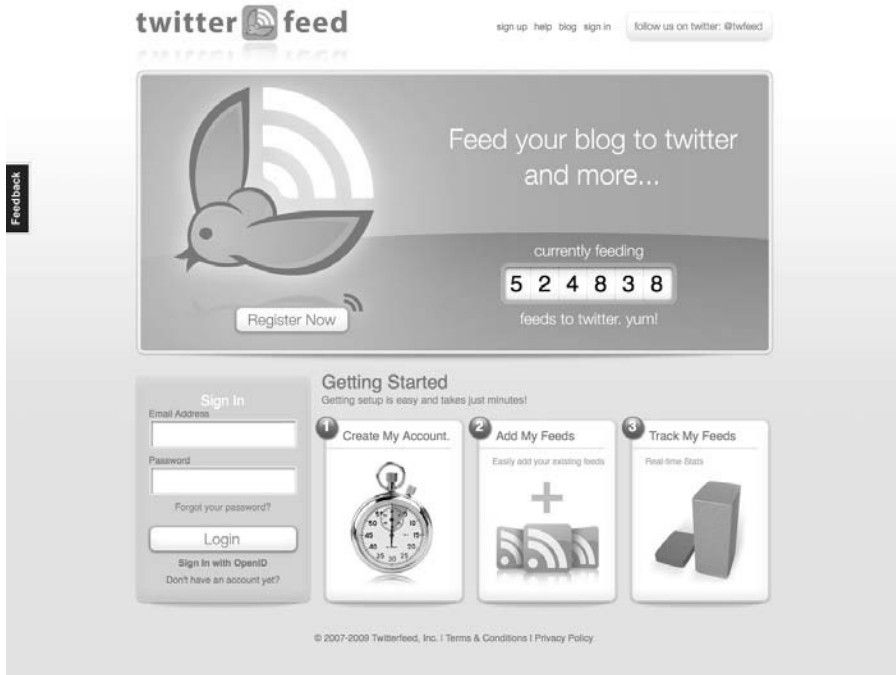 twitter feed
sign up help blog sign in
follow us on twitter: @twfeed
Feedback
Feed your blog to twitter
and more...
currently feeding
5 2 4 8 3 8
feeds to twitter. yum!
Register Now
Sign In
Email Address
Password
Forgot your password?
Login
Sign In with OpenID
Don't have an account yet?
Getting Started
Getting setup is easy and takes just minutes!
1 Create My Account.
2 Add My Feeds
Easily add your existing feeds
3 Track My Feeds
Real-time Stats
© 2007-2009 Twitterfeed, Inc. | Terms & Conditions | Privacy Policy